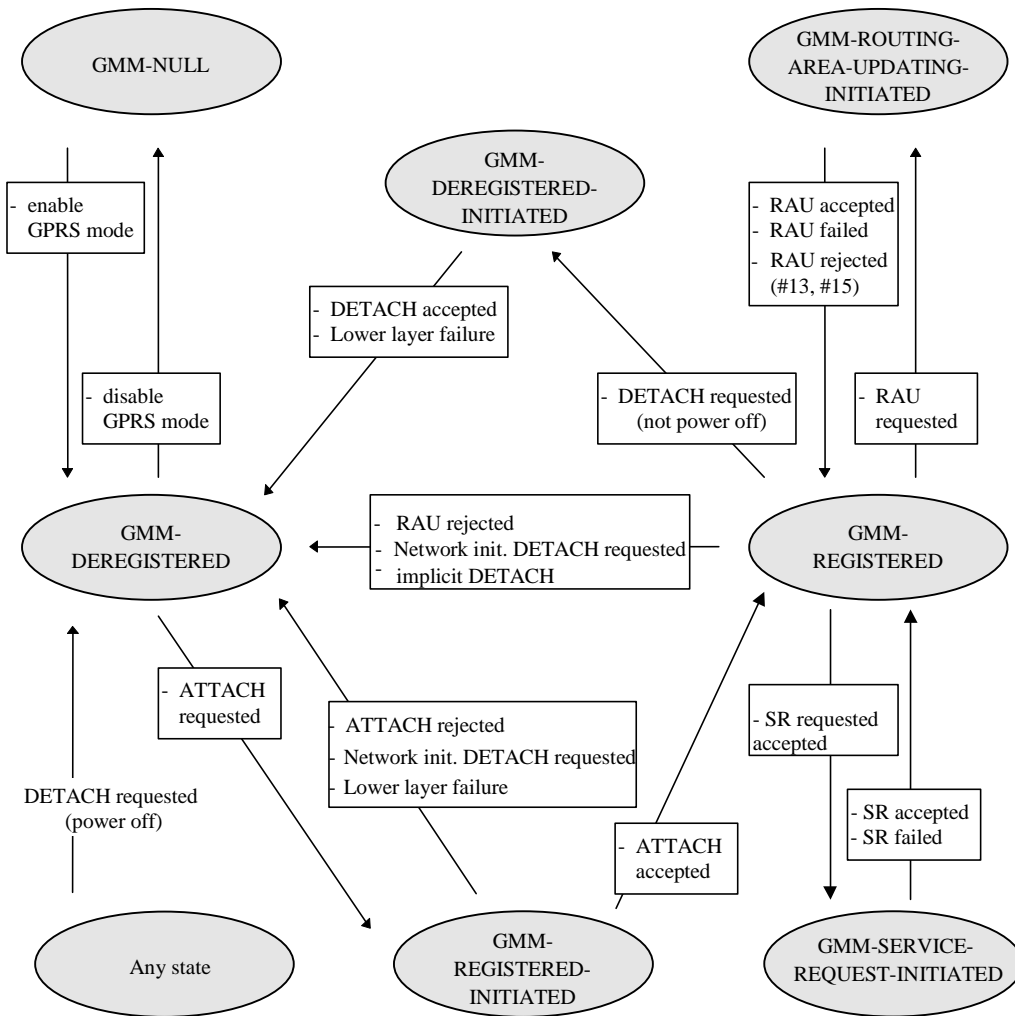 GMM-NULL
GMM-ROUTING-
AREA-UPDATING-
INITIATED
GMM-
DEREGISTERED-
INITIATED
- enable
GPRS mode
- RAU accepted
- RAU failed
- RAU rejected
(#13, #15)
- DETACH accepted
- Lower layer failure
- disable
GPRS mode
- DETACH requested
(not power off)
- RAU
requested
GMM-
DEREGISTERED
- RAU rejected
- Network init. DETACH requested
- implicit DETACH
GMM-
REGISTERED
- ATTACH
requested
- ATTACH rejected
- Network init. DETACH requested
- Lower layer failure
- SR requested
accepted
DETACH requested
(power off)
- ATTACH
accepted
- SR accepted
- SR failed
Any state
GMM-
REGISTERED-
INITIATED
GMM-SERVICE-
REQUEST-INITIATED